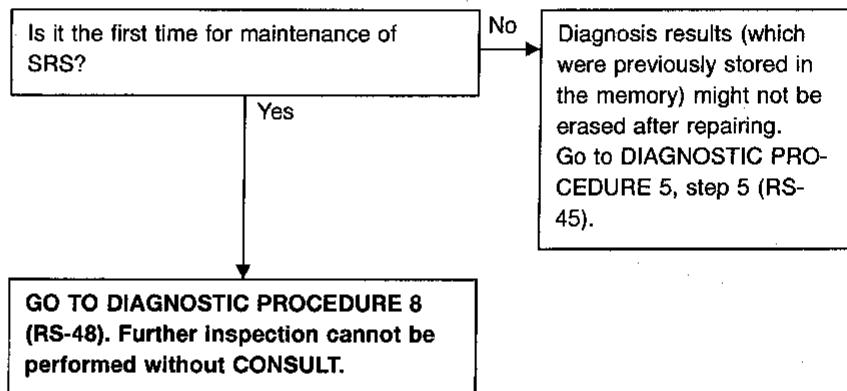 Is it the first time for maintenance of
SRS?
No
Diagnosis results (which
were previously stored in
the memory) might not be
erased after repairing.
Go to DIAGNOSTIC PRO-
CEDURE 5, step 5 (RS-
45).
Yes
GO TO DIAGNOSTIC PROCEDURE 8
(RS-48). Further inspection cannot be
performed without CONSULT.